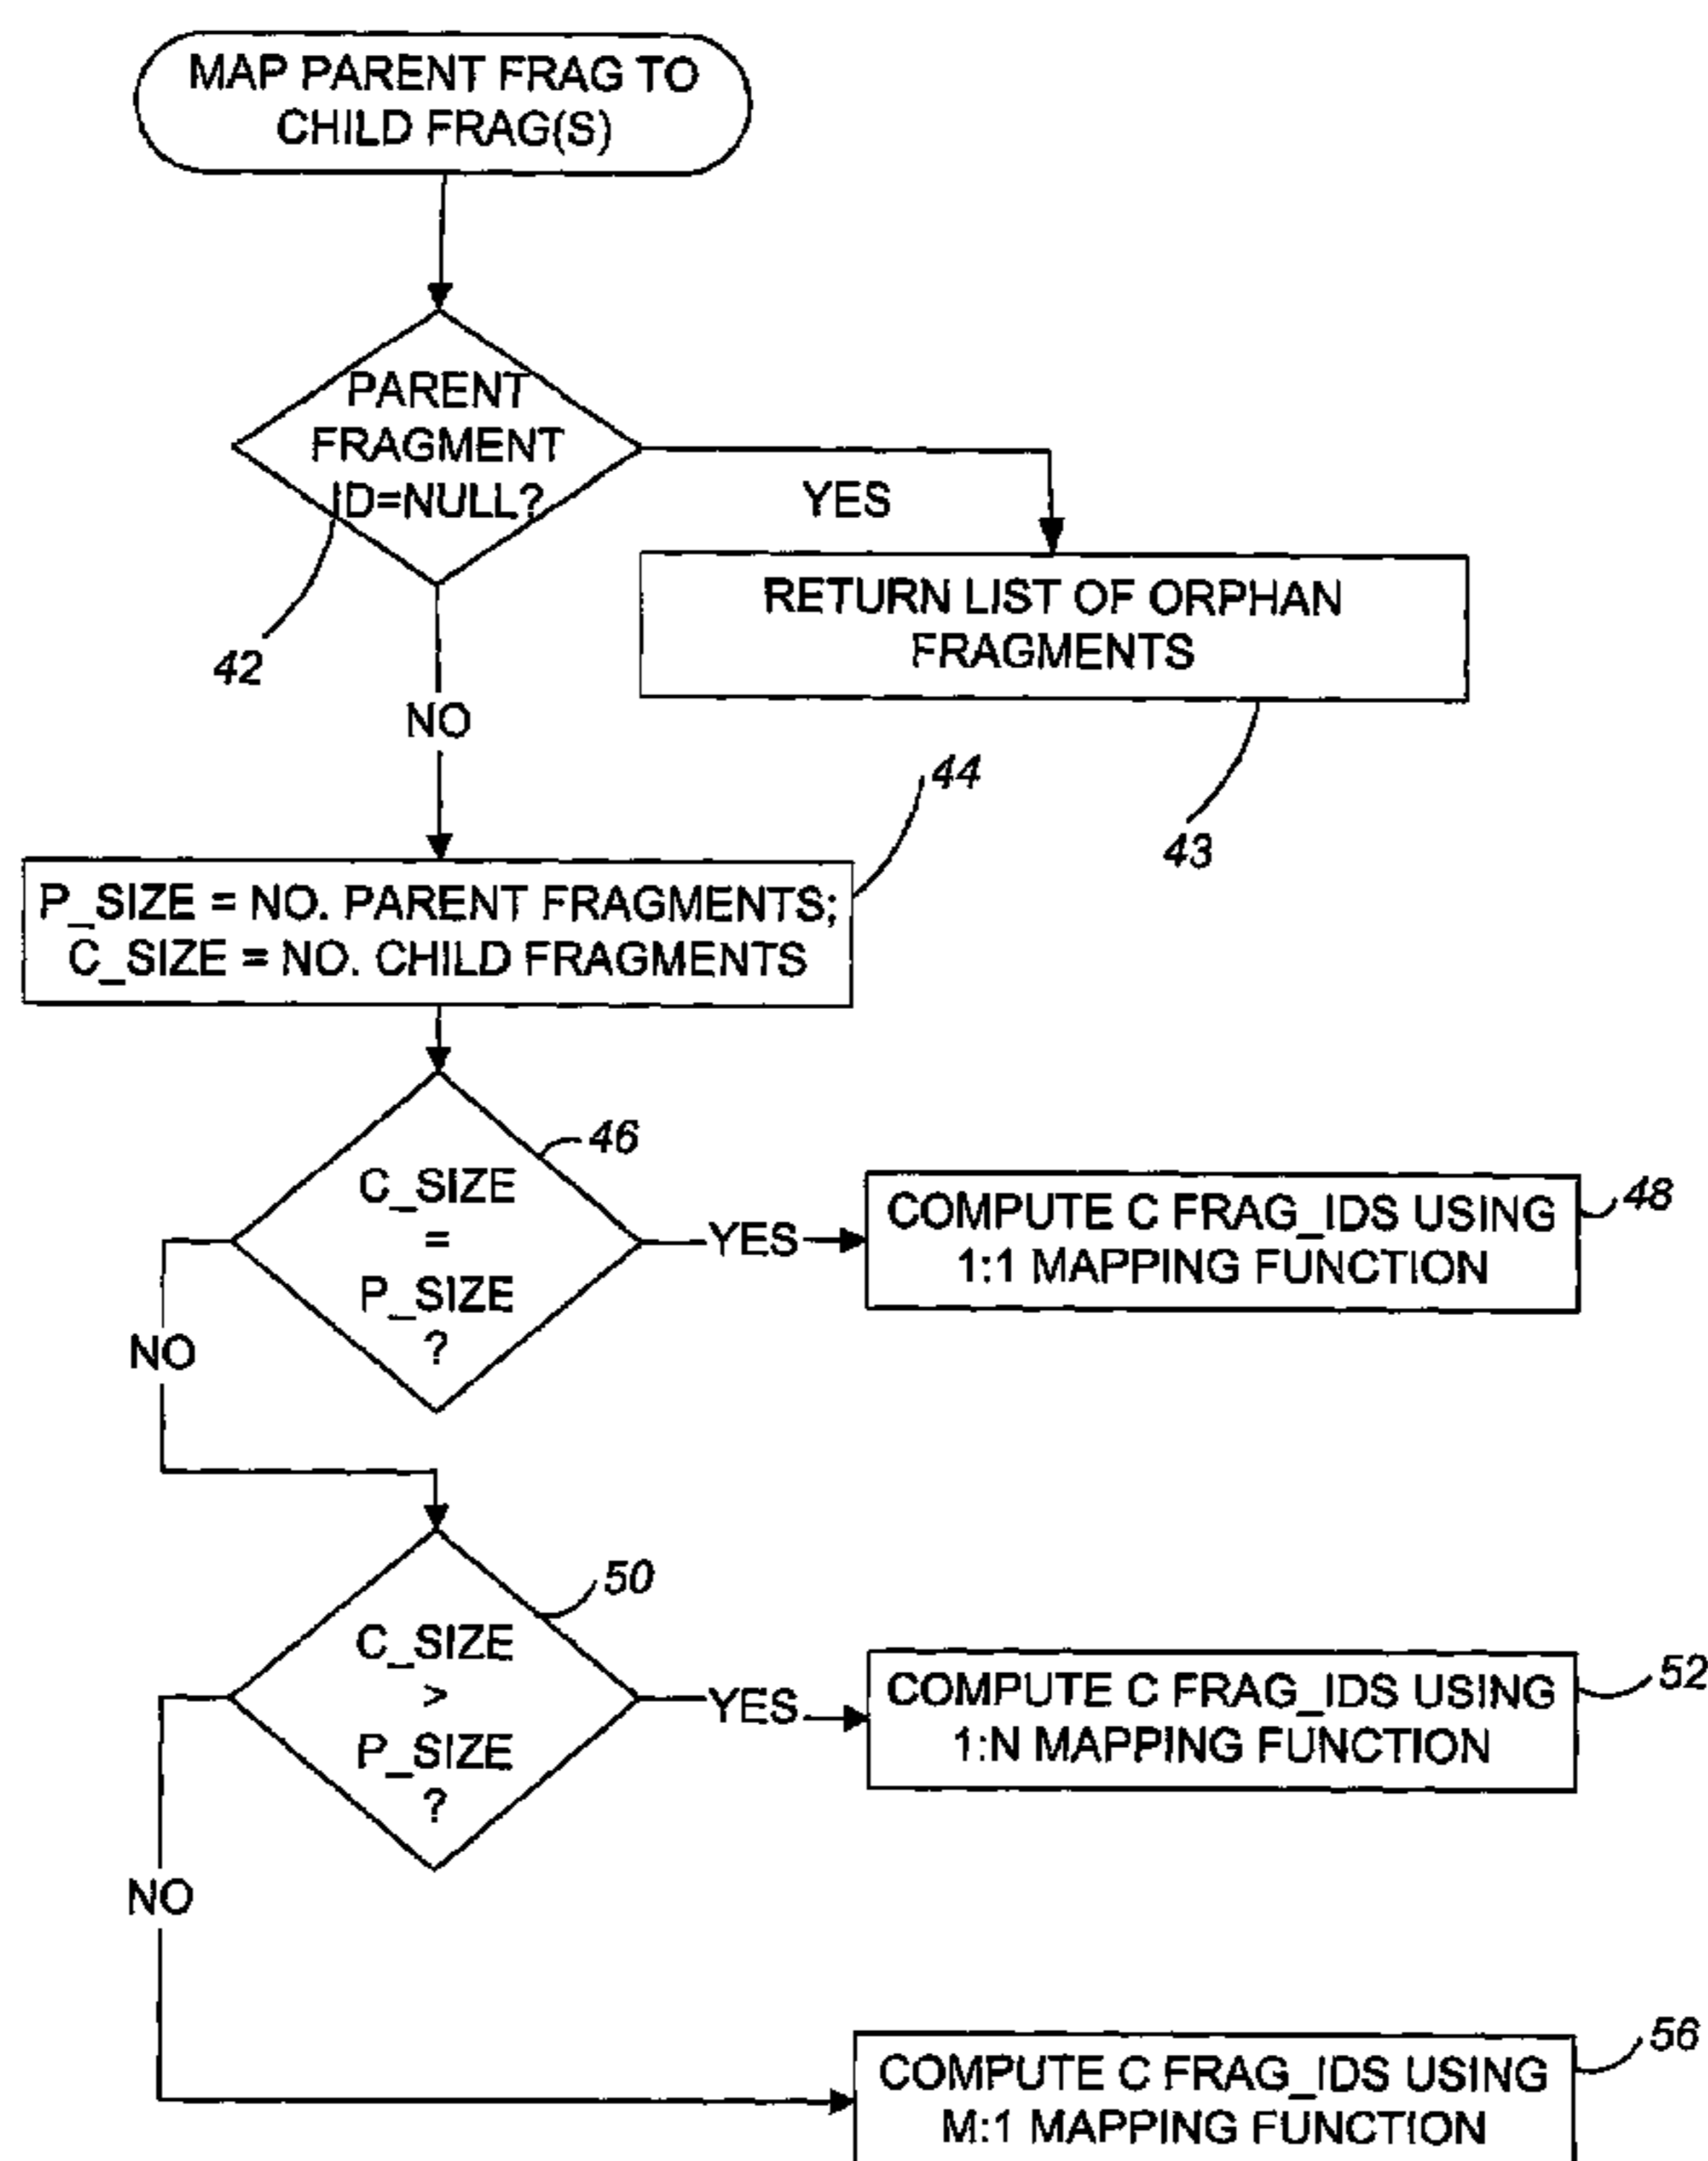 MAP PARENT FRAG TO
CHILD FRAG(S)
PARENT
FRAGMENT
ID=NULL?
YES
RETURN LIST OF ORPHAN
FRAGMENTS
42
43
NO
44
P_SIZE = NO. PARENT FRAGMENTS;
C_SIZE = NO. CHILD FRAGMENTS
46
C_SIZE
=
P_SIZE
?
YES
COMPUTE C FRAG_IDS USING
1:1 MAPPING FUNCTION
48
NO
50
C_SIZE
>
P_SIZE
?
YES
COMPUTE C FRAG_IDS USING
1:N MAPPING FUNCTION
52
NO
COMPUTE C FRAG_IDS USING
M:1 MAPPING FUNCTION
56